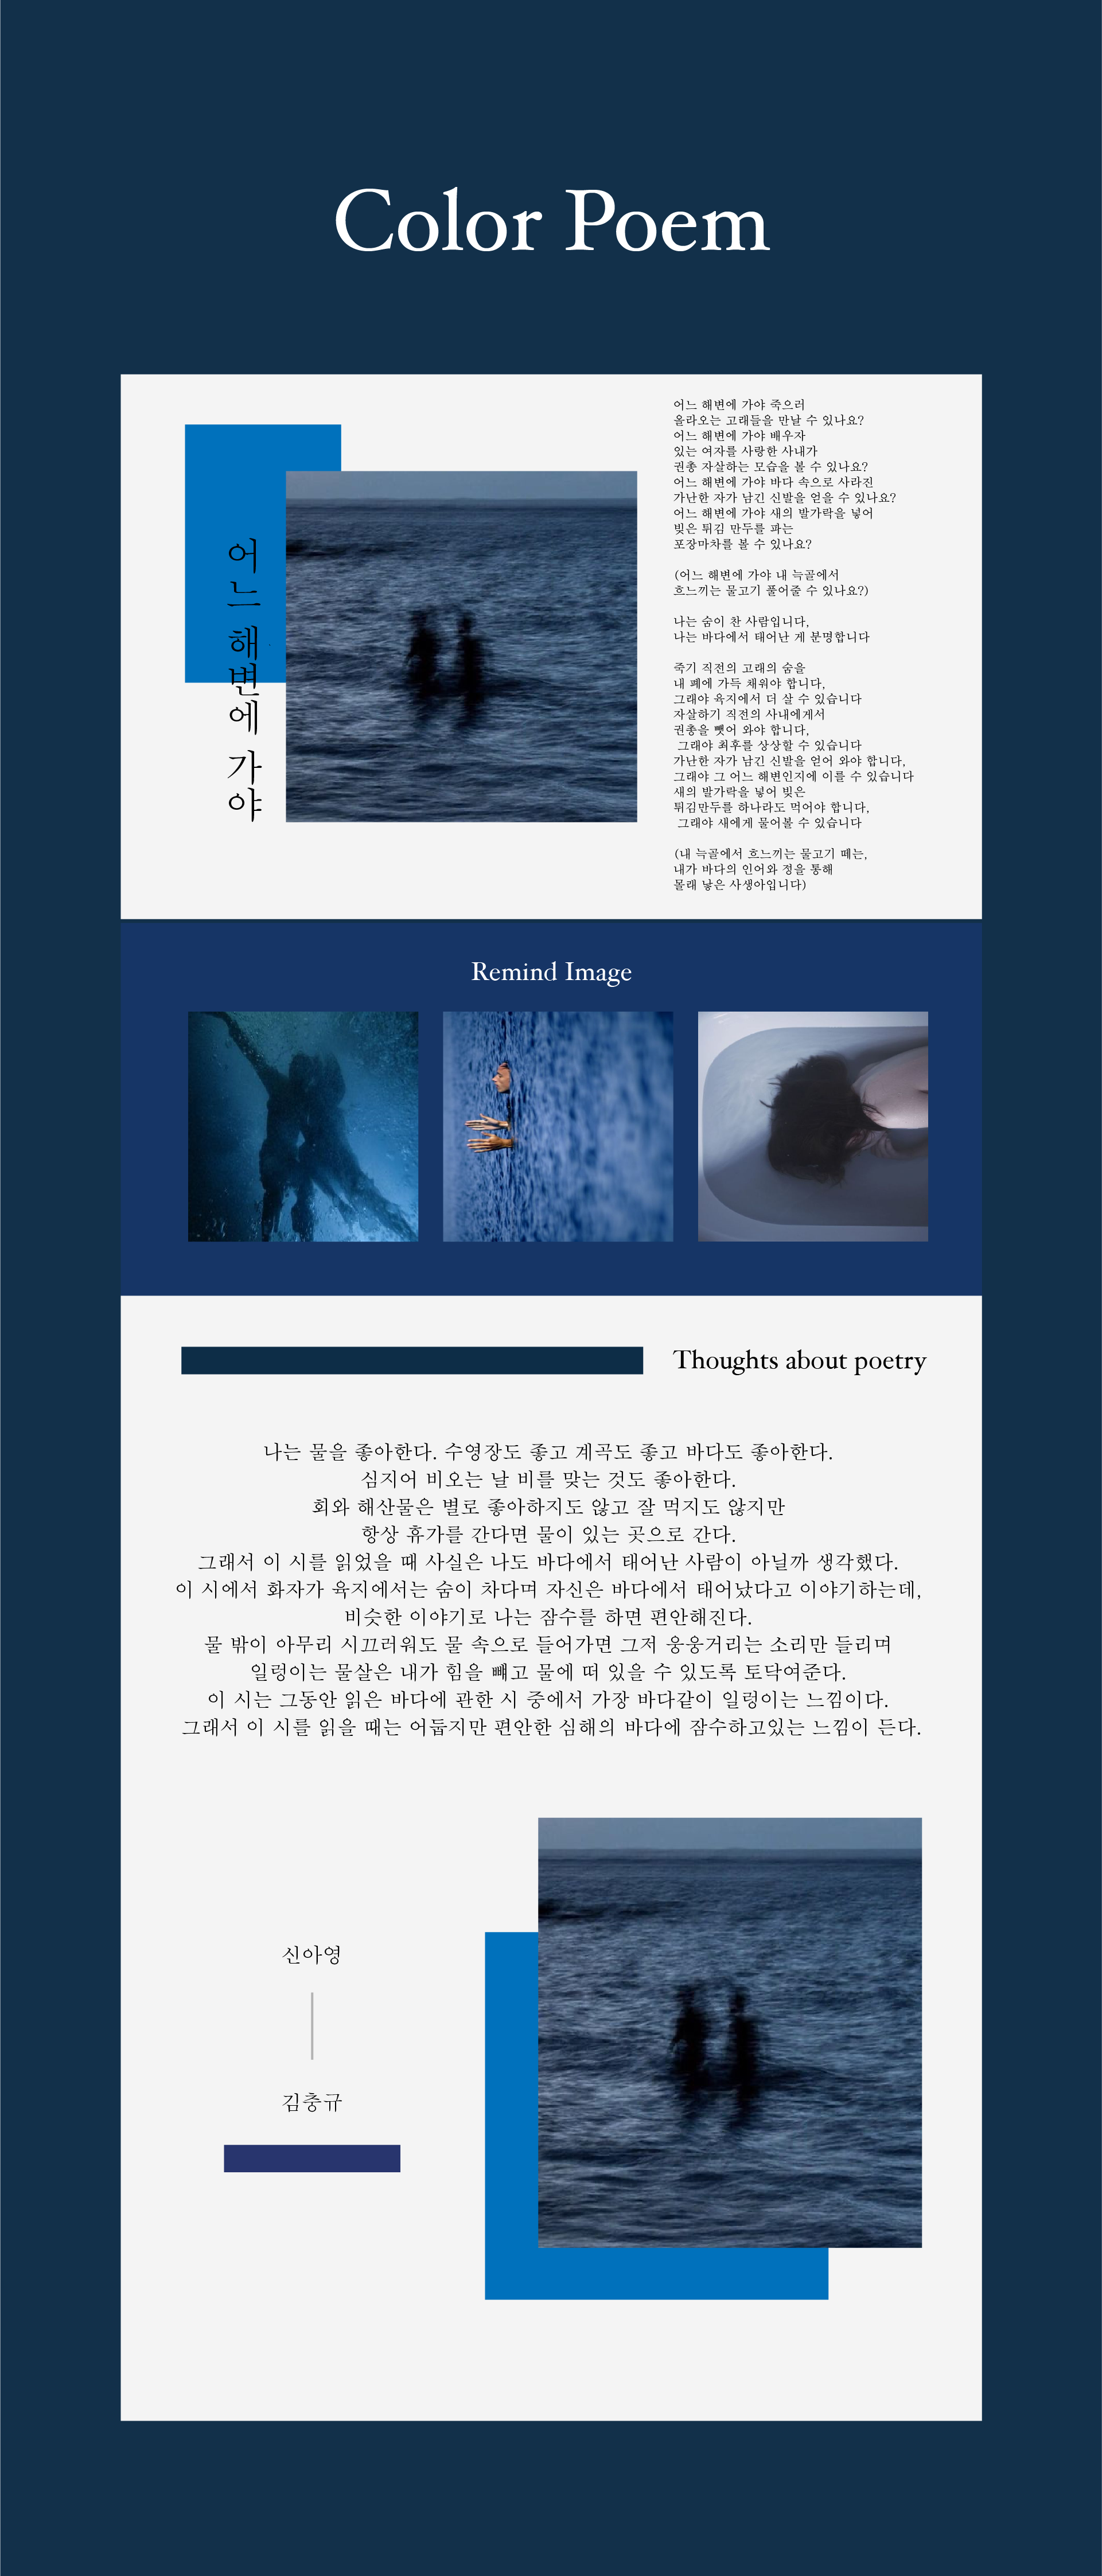 Color Poem
어느 해변에 가야
어느 해변에 가야 죽으러
올라오는 고래들을 만날 수 있나요?
어느 해변에 가야 배우자
있는 여자를 사랑한 사내가
권총 자살하는 모습을 볼 수 있나요?
어느 해변에 가야 바다 속으로 사라진
가난한 자가 남긴 신발을 얻을 수 있나요?
어느 해변에 가야 새의 발가락을 넣어
빚은 튀김 만두를 파는
포장마차를 볼 수 있나요?
(어느 해변에 가야 내 늑골에서
흐느끼는 물고기 풀어줄 수 있나요?)
나는 숨이 찬 사람입니다,
나는 바다에서 태어난 게 분명합니다
죽기 직전의 고래의 숨을
내 폐에 가득 채워야 합니다,
그래야 육지에서 더 살 수 있습니다
자살하기 직전의 사내에게서
권총을 뺏어 와야 합니다,
그래야 최후를 상상할 수 있습니다
가난한 자가 남긴 신발을 얻어 와야 합니다,
그래야 그 어느 해변인지에 이를 수 있습니다
새의 발가락을 넣어 빚은
튀김만두를 하나라도 먹어야 합니다,
그래야 새에게 물어볼 수 있습니다
(내 늑골에서 흐느끼는 물고기 떼는,
내가 바다의 인어와 정을 통해
몰래 낳은 사생아입니다)
Remind Image
Thoughts about poetry
나는 물을 좋아한다. 수영장도 좋고 계곡도 좋고 바다도 좋아한다.
심지어 비오는 날 비를 맞는 것도 좋아한다.
회와 해산물은 별로 좋아하지도 않고 잘 먹지도 않지만
항상 휴가를 간다면 물이 있는 곳으로 간다.
그래서 이 시를 읽었을 때 사실은 나도 바다에서 태어난 사람이 아닐까 생각했다.
이 시에서 화자가 육지에서는 숨이 차다며 자신은 바다에서 태어났다고 이야기하는데,
비슷한 이야기로 나는 잠수를 하면 편안해진다.
물 밖이 아무리 시끄러워도 물 속으로 들어가면 그저 웅웅거리는 소리만 들리며
일렁이는 물살은 내가 힘을 빼고 물에 떠 있을 수 있도록 토닥여준다.
이 시는 그동안 읽은 바다에 관한 시 중에서 가장 바다같이 일렁이는 느낌이다.
그래서 이 시를 읽을 때는 어둡지만 편안한 심해의 바다에 잠수하고있는 느낌이 든다.
신아영
김충규